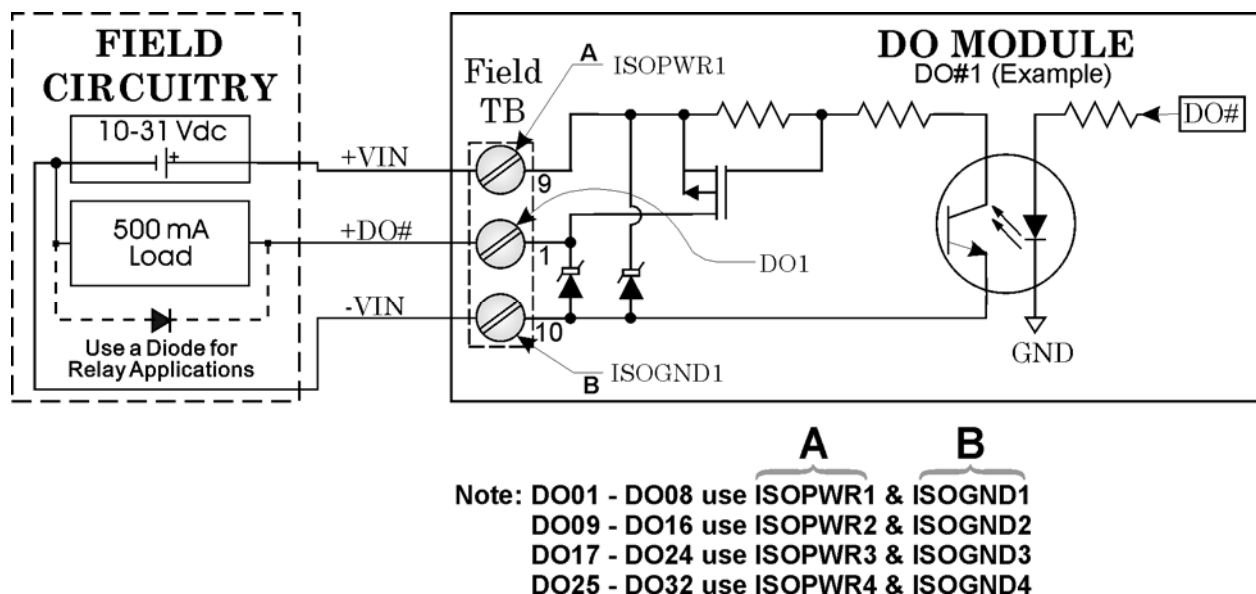 FIELD
CIRCUITRY
10-31 Vdc
+
500 mA
Load
Use a Diode for
Relay Applications
+VIN
+DO#
-VIN
Field
TB
A ISOPWR1
9
1
10
DO1
B ISOGND1
DO MODULE
DO#1 (Example)
DO#
GND
A B
Note: DO01 - DO08 use ISOPWR1 & ISOGND1
DO09 - DO16 use ISOPWR2 & ISOGND2
DO17 - DO24 use ISOPWR3 & ISOGND3
DO25 - DO32 use ISOPWR4 & ISOGND4